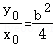 y₀/x₀ = b²/4